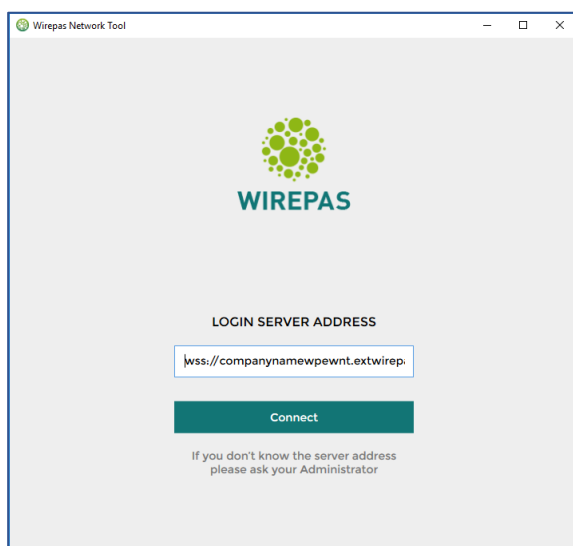 Wirepas Network Tool
WIREPAS
LOGIN SERVER ADDRESS
wss://companynamewpewnt.extwirepa
Connect
If you don't know the server address
please ask your Administrator